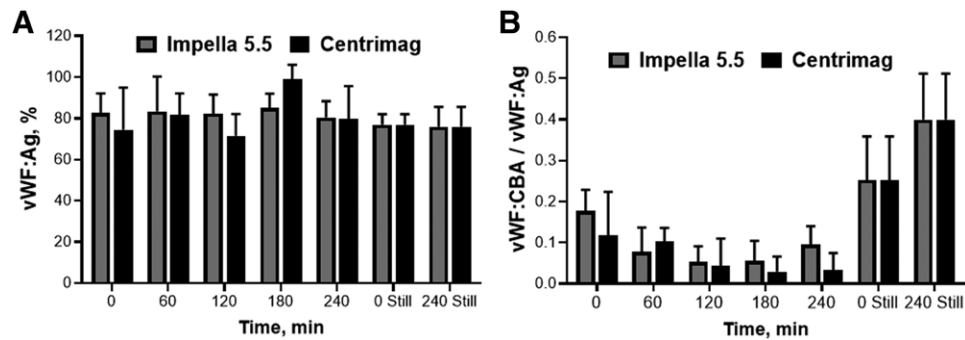 A
Impella 5.5 Centrimag
vWF:Ag, %
120
100
80
60
40
20
0
0 60 120 180 240 0 Still 240 Still
Time, min
B
Impella 5.5 Centrimag
vWF:CBA / vWF:Ag
0.6
0.5
0.4
0.3
0.2
0.1
0.0
0 60 120 180 240 0 Still 240 Still
Time, min